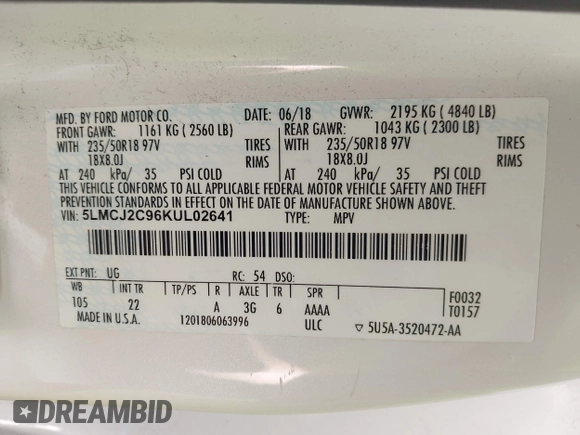 MFD. BY FORD MOTOR CO. DATE: 06/18 GVWR: 2195 KG ( 4840 LB)
FRONT GAWR: 1161 KG ( 2560 LB) REAR GAWR: 1043 KG ( 2300 LB)
WITH 235/50R18 97V TIRES WITH 235/50R18 97V TIRES
18X8.0J RIMS 18X8.0J RIMS
AT 240 kPa/ 35 PSI COLD AT 240 kPa/ 35 PSI COLD
THIS VEHICLE CONFORMS TO ALL APPLICABLE FEDERAL MOTOR VEHICLE SAFETY AND THEFT
PREVENTION STANDARDS IN EFFECT ON THE DATE OF MANUFACTURE SHOWN ABOVE.
VIN: 5LMCJ2C96KUL02641 TYPE: MPV
EXT PNT: UG RC: 54 DSO:
WB INT TR TP/PS R AXLE TR SPR F0032
105 22 A 3G 6 AAAA T0157
MADE IN U.S.A. 1201806063996 ULC ▽ 5U5A-3520472-AA
DREAMBID